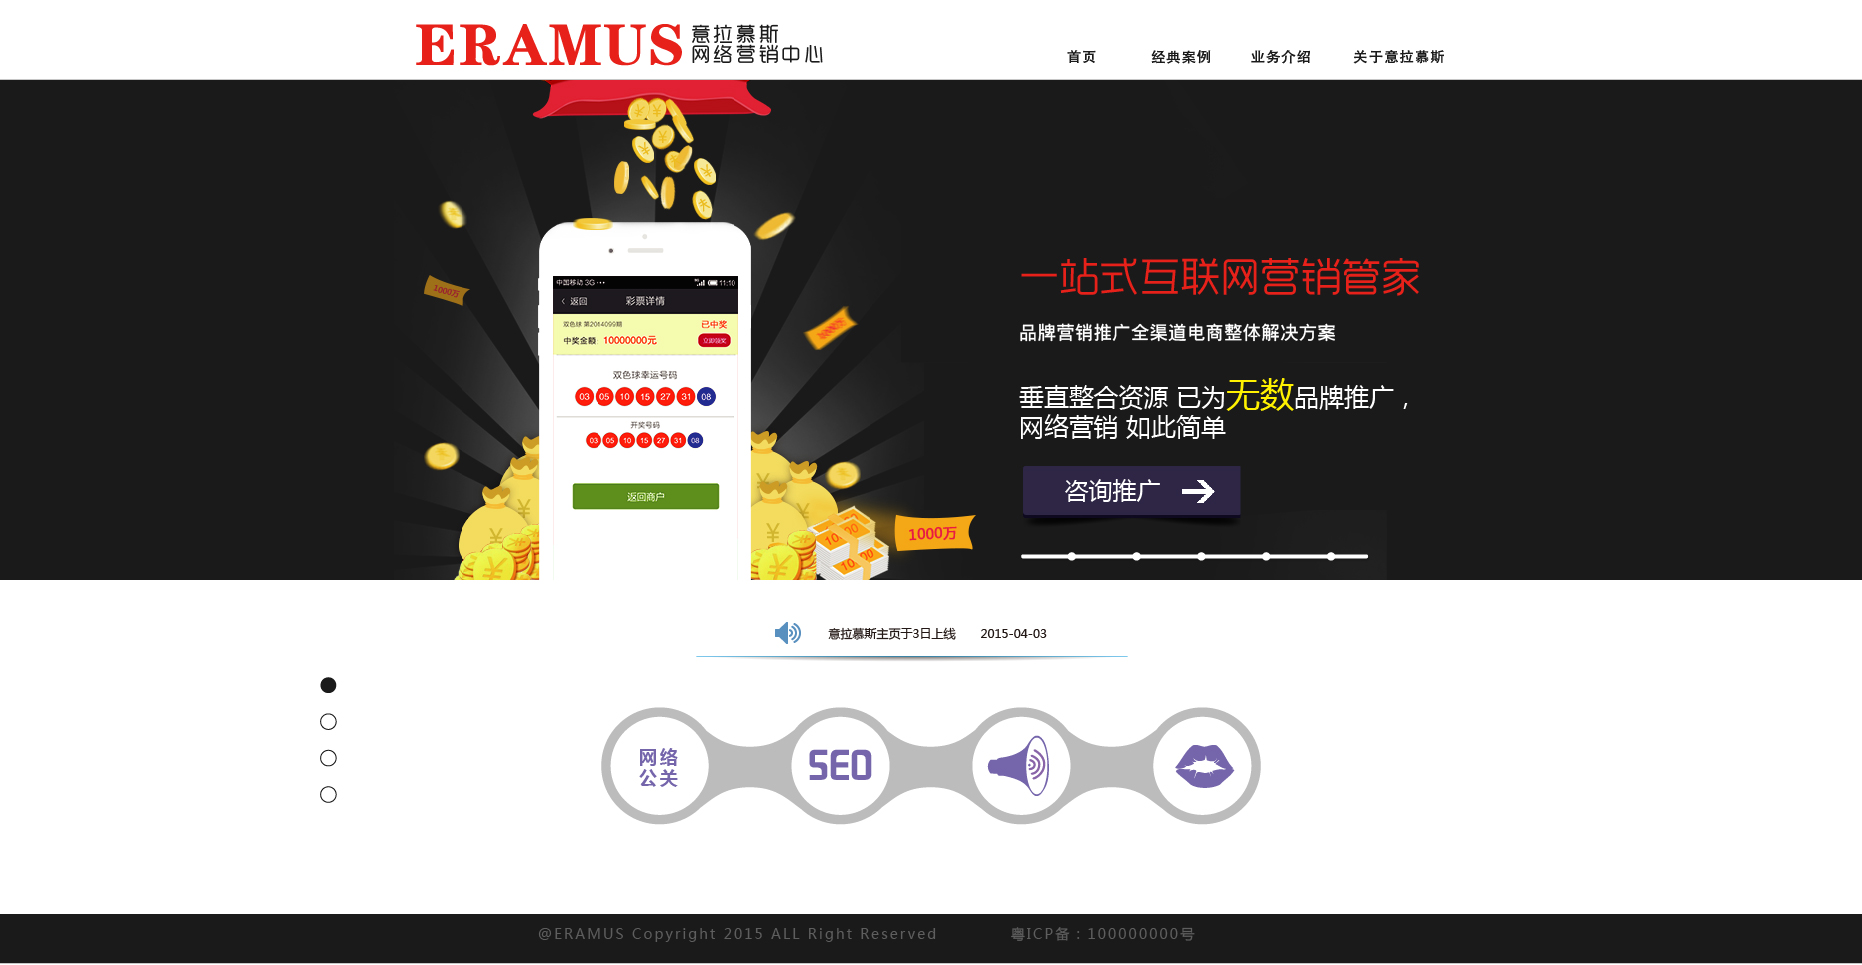 ERAMUS 意拉慕斯
网络营销中心
首页 经典案例 业务介绍 关于意拉慕斯
一站式互联网营销管家
品牌营销推广全渠道电商整体解决方案
垂直整合资源 已为无数品牌推广，
网络营销 如此简单
咨询推广
1000万
1000万
中国移动 3G 11:10
返回 彩票详情
双色球 第2014099期 已中奖
中奖金额: 10000000元 立即领奖
双色球幸运号码
03 05 10 15 27 31 08
开奖号码
03 05 10 15 27 31 08
返回商户
意拉慕斯主页于3日上线 2015-04-03
网络
公关
SEO
@ERAMUS Copyright 2015 ALL Right Reserved 粤ICP备：100000000号